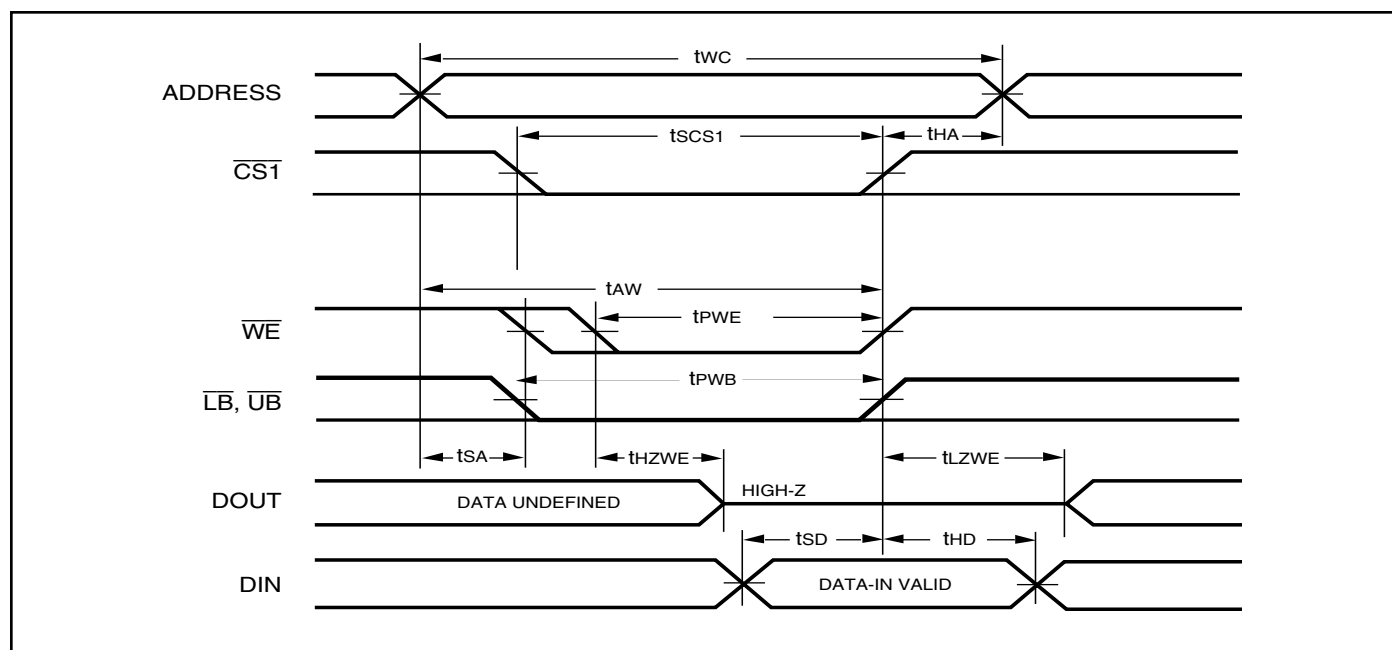 tWC
ADDRESS
tSCS1
tHA
CS1
tAW
WE
tPWE
LB, UB
tPWB
tSA
tHZWE
tLZWE
DOUT
DATA UNDEFINED
HIGH-Z
tSD
tHD
DIN
DATA-IN VALID